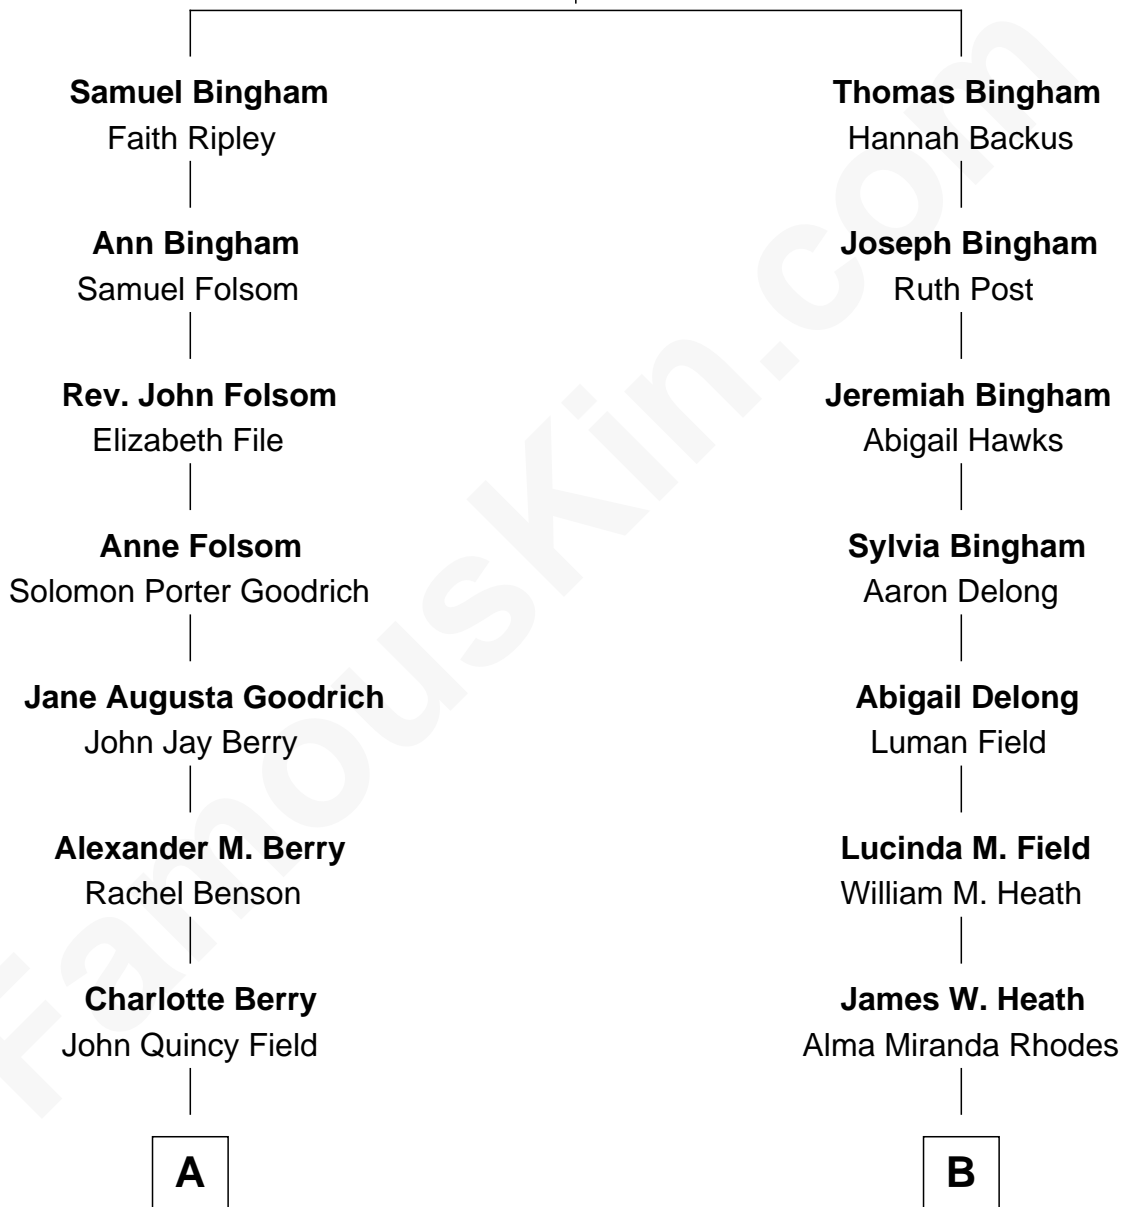 Samuel Bingham
Faith Ripley
Thomas Bingham
Hannah Backus
Ann Bingham
Samuel Folsom
Joseph Bingham
Ruth Post
Rev. John Folsom
Elizabeth File
Jeremiah Bingham
Abigail Hawks
Anne Folsom
Solomon Porter Goodrich
Sylvia Bingham
Aaron Delong
Jane Augusta Goodrich
John Jay Berry
Abigail Delong
Luman Field
Alexander M. Berry
Rachel Benson
Lucinda M. Field
William M. Heath
Charlotte Berry
John Quincy Field
James W. Heath
Alma Miranda Rhodes
A
B
FamousKin.com